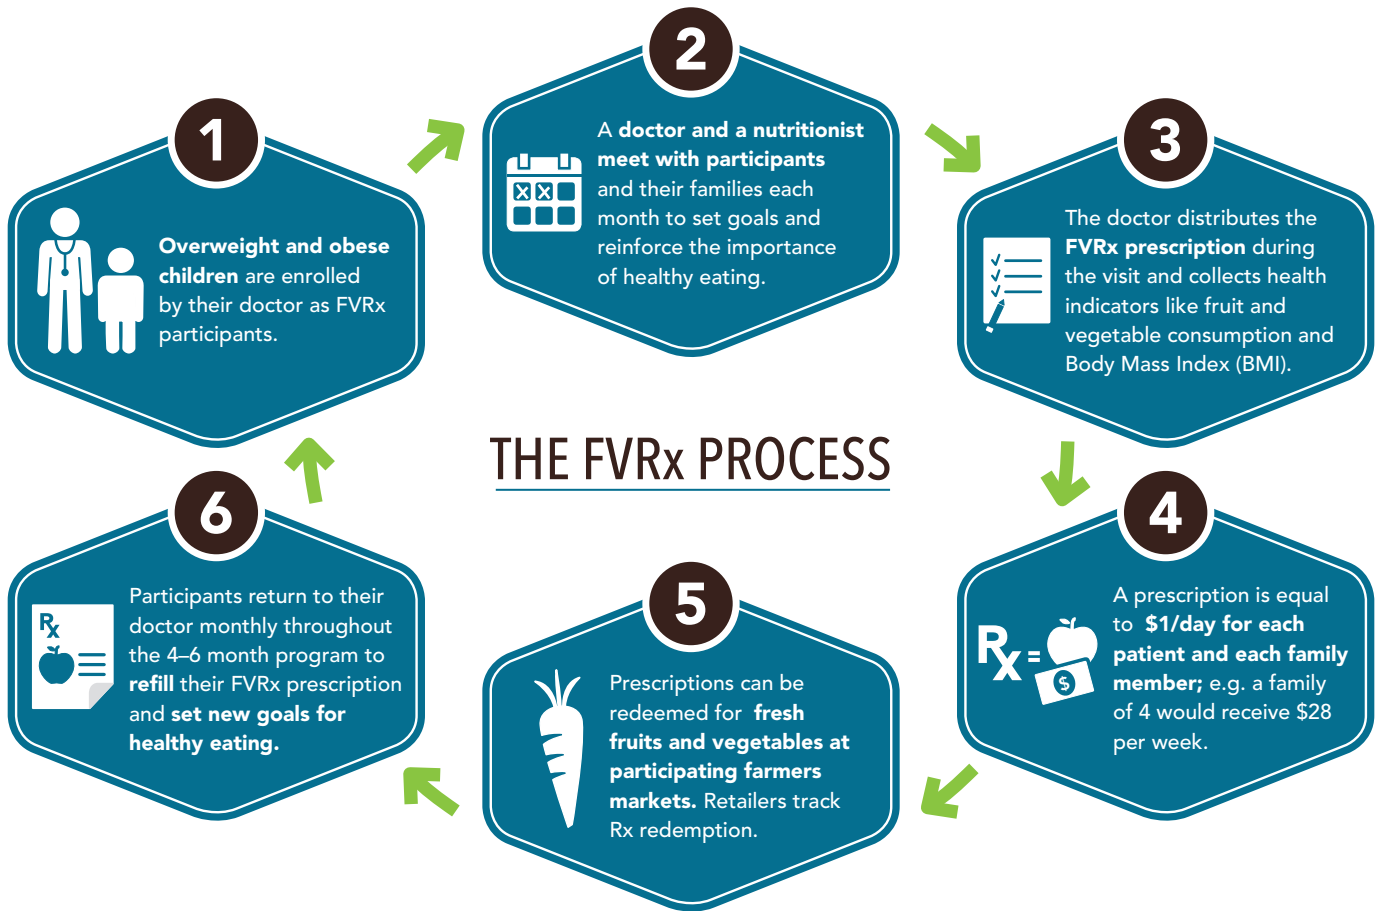 1
Overweight and obese
children are enrolled
by their doctor as FVRx
participants.
2
A doctor and a nutritionist
meet with participants
and their families each
month to set goals and
reinforce the importance
of healthy eating.
X X
3
The doctor distributes the
FVRx prescription during
the visit and collects health
indicators like fruit and
vegetable consumption and
Body Mass Index (BMI).
THE FVRx PROCESS
4
Rx =
$
A prescription is equal
to $1/day for each
patient and each family
member; e.g. a family
of 4 would receive $28
per week.
5
Prescriptions can be
redeemed for fresh
fruits and vegetables at
participating farmers
markets. Retailers track
Rx redemption.
6
Rx
Participants return to their
doctor monthly throughout
the 4–6 month program to
refill their FVRx prescription
and set new goals for
healthy eating.